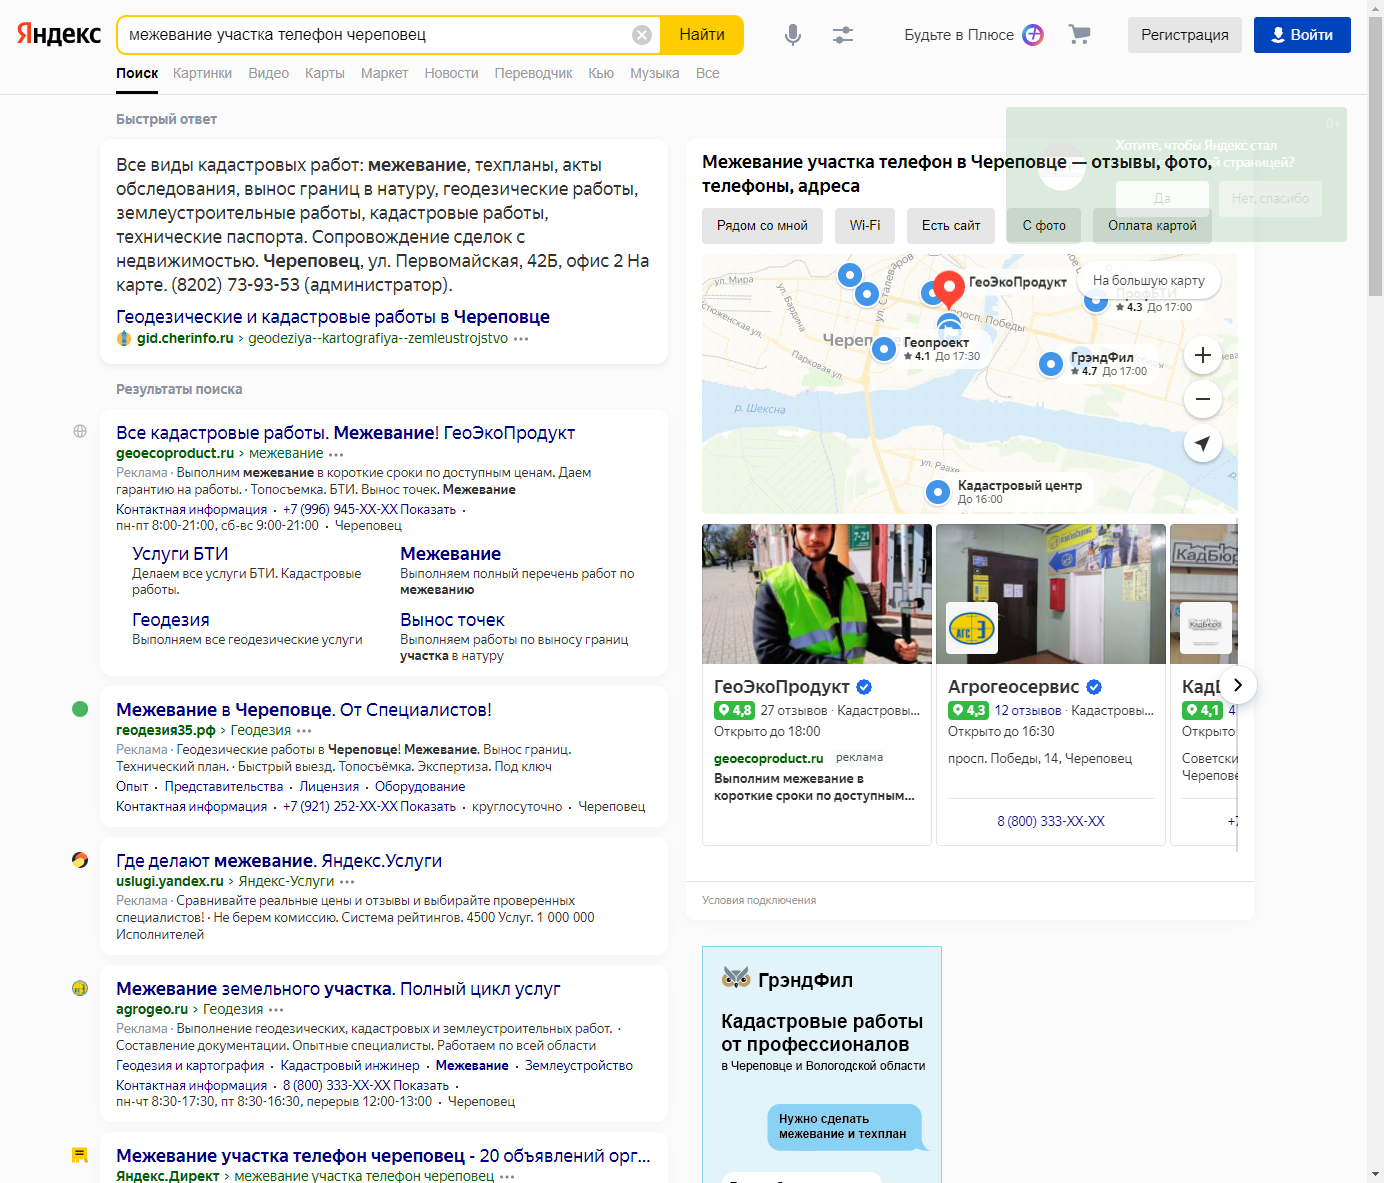 Яндекс
межевание участка телефон череповец
Найти
Будьте в Плюсе
Регистрация
Войти
Поиск Картинки Видео Карты Маркет Новости Переводчик Кью Музыка Все
Быстрый ответ
Все виды кадастровых работ: межевание, техпланы, акты
обследования, вынос границ в натуру, геодезические работы,
землеустроительные работы, кадастровые работы,
технические паспорта. Сопровождение сделок с
недвижимостью. Череповец, ул. Первомайская, 42Б, офис 2 На
карте. (8202) 73-93-53 (администратор).
Геодезические и кадастровые работы в Череповце
gid.cherinfo.ru › geodeziya--kartografiya--zemleustrojstvo
Результаты поиска
Все кадастровые работы. Межевание! ГеоЭкоПродукт
geoecoproduct.ru › межевание
Реклама · Выполним межевание в короткие сроки по доступным ценам. Даем
гарантию на работы. · Топосъемка. БТИ. Вынос точек. Межевание
Контактная информация · +7 (996) 945-XX-XX Показать ·
пн-пт 8:00-21:00, сб-вс 9:00-21:00 · Череповец
Услуги БТИ
Делаем все услуги БТИ. Кадастровые
работы.
Межевание
Выполняем полный перечень работ по
межеванию
Геодезия
Выполняем все геодезические услуги
Вынос точек
Выполняем работы по выносу границ
участка в натуру
Межевание в Череповце. От Специалистов!
геодезия35.рф › Геодезия
Реклама · Геодезические работы в Череповце! Межевание. Вынос границ.
Технический план. · Быстрый выезд. Топосъёмка. Экспертиза. Под ключ
Опыт · Представительства · Лицензия · Оборудование
Контактная информация · +7 (921) 252-XX-XX Показать · круглосуточно · Череповец
Где делают межевание. Яндекс.Услуги
uslugi.yandex.ru › Яндекс-Услуги
Реклама · Сравнивайте реальные цены и отзывы и выбирайте проверенных
специалистов! · Не берем комиссию. Система рейтингов. 4500 Услуг. 1 000 000
Исполнителей
Межевание земельного участка. Полный цикл услуг
agrogeo.ru › Геодезия
Реклама · Выполнение геодезических, кадастровых и землеустроительных работ. ·
Составление документации. Опытные специалисты. Работаем по всей области
Геодезия и картография · Кадастровый инжинер · Межевание · Землеустройство
Контактная информация · 8 (800) 333-XX-XX Показать ·
пн-чт 8:30-17:30, пт 8:30-16:30, перерыв 12:00-13:00 · Череповец
Межевание участка телефон череповец - 20 объявлений орг...
Яндекс.Директ › межевание участка телефон череповец
0+
Хотите, чтобы Яндекс стал
страницей?
Да
Нет, спасибо
Межевание участка телефон в Череповце — отзывы, фото,
телефоны, адреса
Рядом со мной
Wi-Fi
Есть сайт
С фото
Оплата картой
ул. Мира
ул. Бардина
ул. Сталеваров
Парковая ул.
просп. Победы
р. Шексна
ул. Раахе
ГеоЭкоПродукт
На большую карту
ПрофБТИ
4.3 До 17:00
Геопроект
4.1 До 17:30
ГрэндФил
4.7 До 17:00
Кадастровый центр
До 16:00
7-21
АГС
КадБюро
КадБюро
ГеоЭкоПродукт
4,8 27 отзывов · Кадастровы...
Открыто до 18:00
geoecoproduct.ru реклама
Выполним межевание в
короткие сроки по доступным...
Агрогеосервис
4,3 12 отзывов · Кадастровы...
Открыто до 16:30
просп. Победы, 14, Череповец
8 (800) 333-XX-XX
4,1 4
Открыто
+7
Условия подключения
ГрэндФил
Кадастровые работы
от профессионалов
в Череповце и Вологодской области
Нужно сделать
межевание и техплан